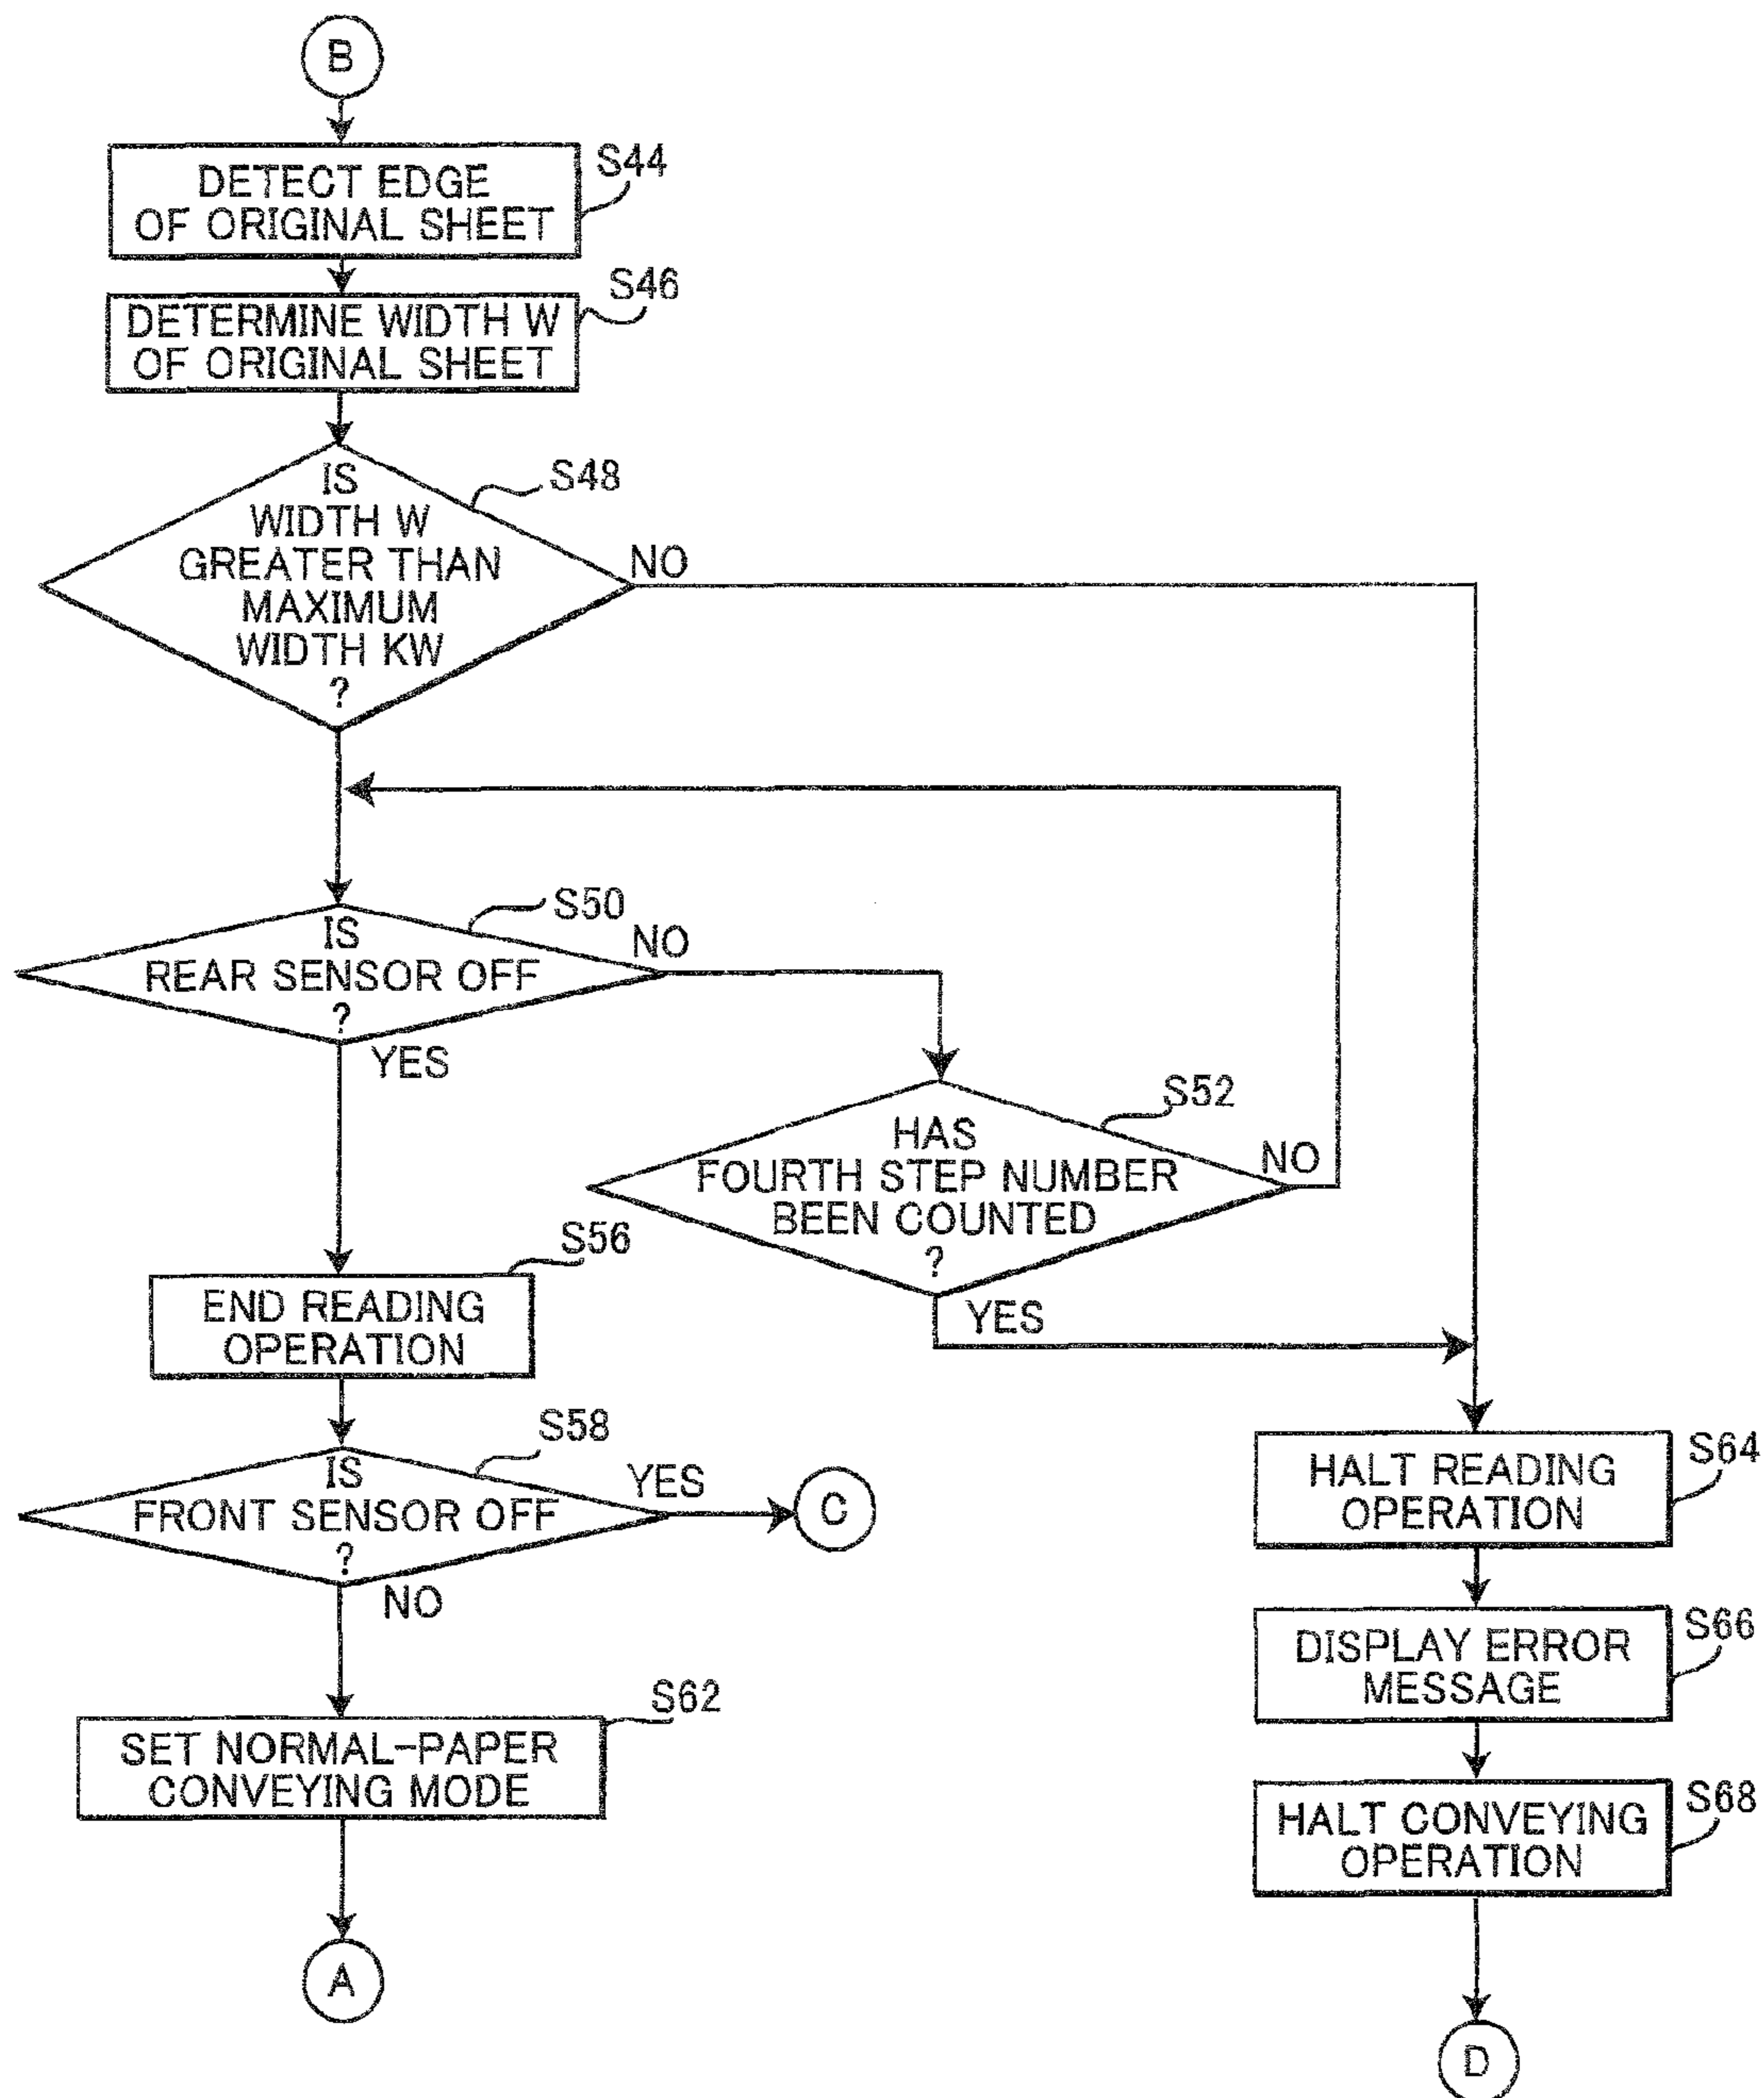 B
DETECT EDGE
OF ORIGINAL SHEET
S44
DETERMINE WIDTH W
OF ORIGINAL SHEET
S46
IS
WIDTH W
GREATER THAN
MAXIMUM
WIDTH KW
?
S48
NO
IS
REAR SENSOR OFF
?
S50
NO
YES
HAS
FOURTH STEP NUMBER
BEEN COUNTED
?
S52
NO
YES
END READING
OPERATION
S56
IS
FRONT SENSOR OFF
?
S58
YES
C
NO
SET NORMAL-PAPER
CONVEYING MODE
S62
A
HALT READING
OPERATION
S64
DISPLAY ERROR
MESSAGE
S66
HALT CONVEYING
OPERATION
S68
D